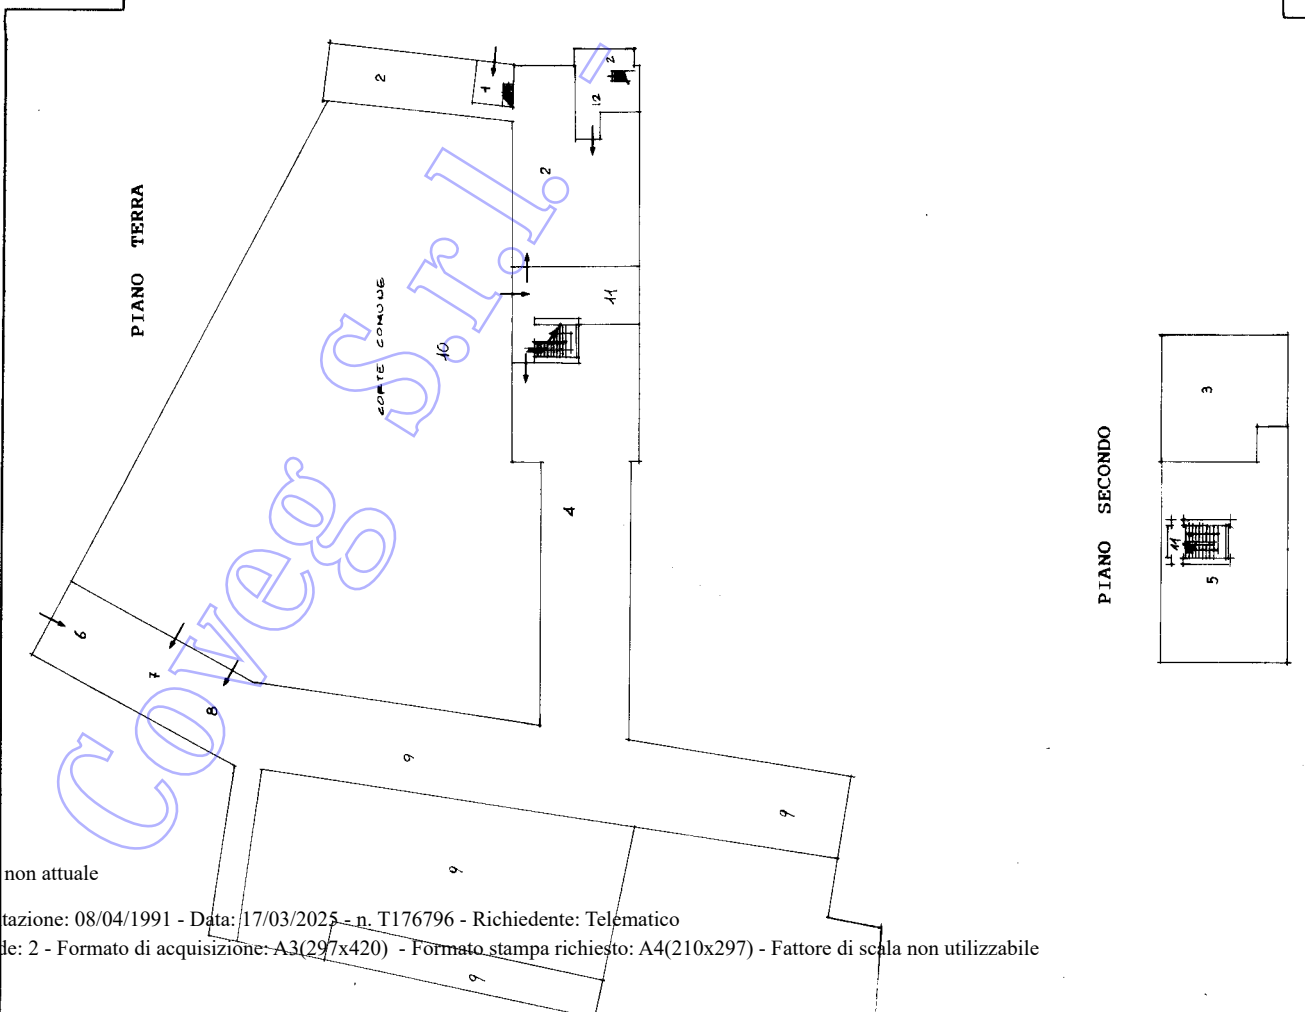 PIANO TERRA
2
1
2
12
2
11
CORTE COMUNE
10
4
6
7
8
9
9
9
9
PIANO SECONDO
3
11
5
Coveg S.r.l. -
non attuale
tazione: 08/04/1991 - Data: 17/03/2025 - n. T176796 - Richiedente: Telematico
de: 2 - Formato di acquisizione: A3(297x420) - Formato stampa richiesto: A4(210x297) - Fattore di scala non utilizzabile